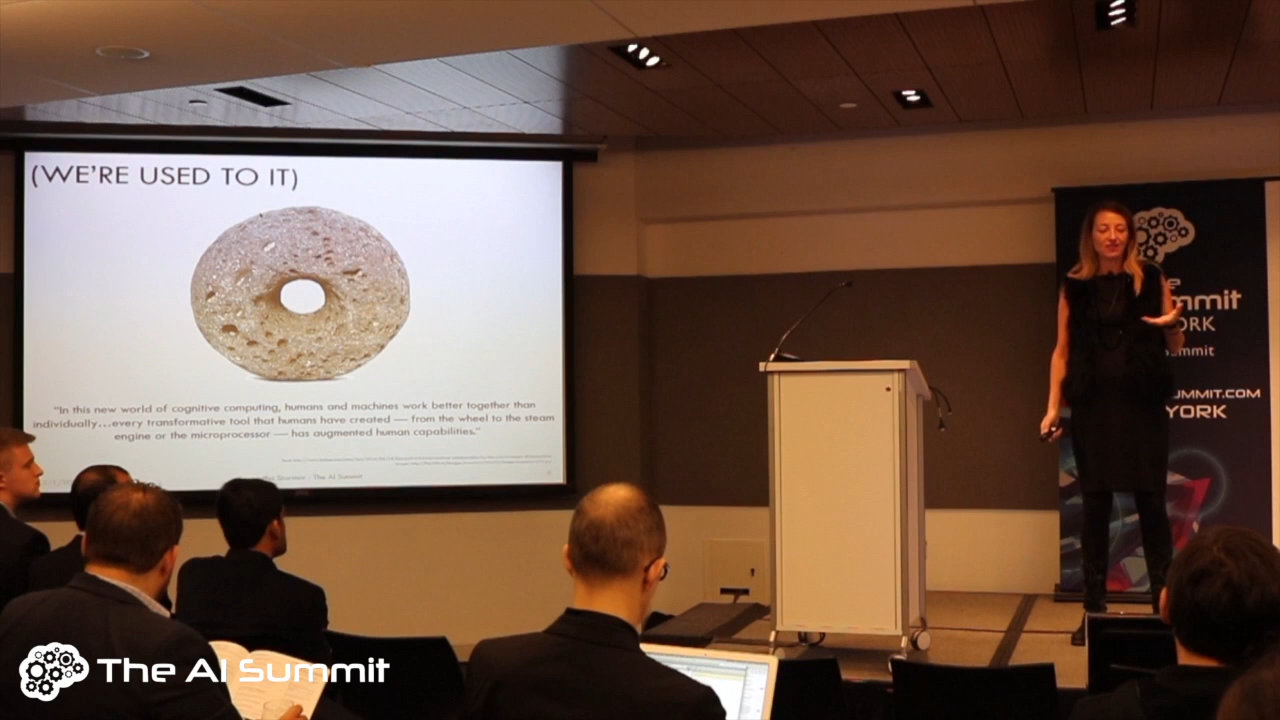 (WE'RE USED TO IT)
"In this new world of cognitive computing, humans and machines work better together than
individually...every transformative tool that humans have created — from the wheel to the steam
engine or the microprocessor — has augmented human capabilities."
- The AI Summit
mmit
ORK
ummit
UMMIT.COM
YORK
The AI Summit